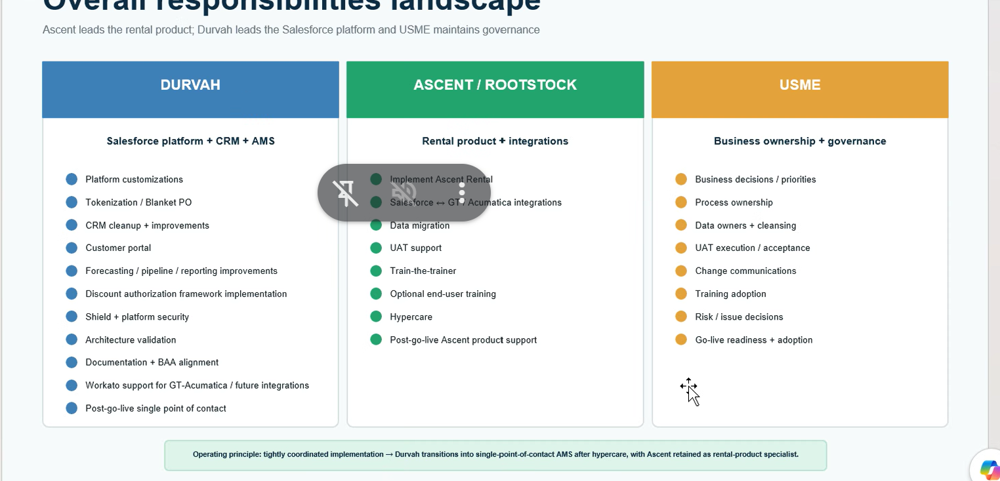 Overall responsibilities landscape
Ascent leads the rental product; Durvah leads the Salesforce platform and USME maintains governance
DURVAH
Salesforce platform + CRM + AMS
Platform customizations
Tokenization / Blanket PO
CRM cleanup + improvements
Customer portal
Forecasting / pipeline / reporting improvements
Discount authorization framework implementation
Shield + platform security
Architecture validation
Documentation + BAA alignment
Workato support for GT-Acumatica / future integrations
Post-go-live single point of contact
ASCENT / ROOTSTOCK
Rental product + integrations
Implement Ascent Rental
Salesforce ↔ GT / Acumatica integrations
Data migration
UAT support
Train-the-trainer
Optional end-user training
Hypercare
Post-go-live Ascent product support
USME
Business ownership + governance
Business decisions / priorities
Process ownership
Data owners + cleansing
UAT execution / acceptance
Change communications
Training adoption
Risk / issue decisions
Go-live readiness + adoption
Operating principle: tightly coordinated implementation → Durvah transitions into single-point-of-contact AMS after hypercare, with Ascent retained as rental-product specialist.